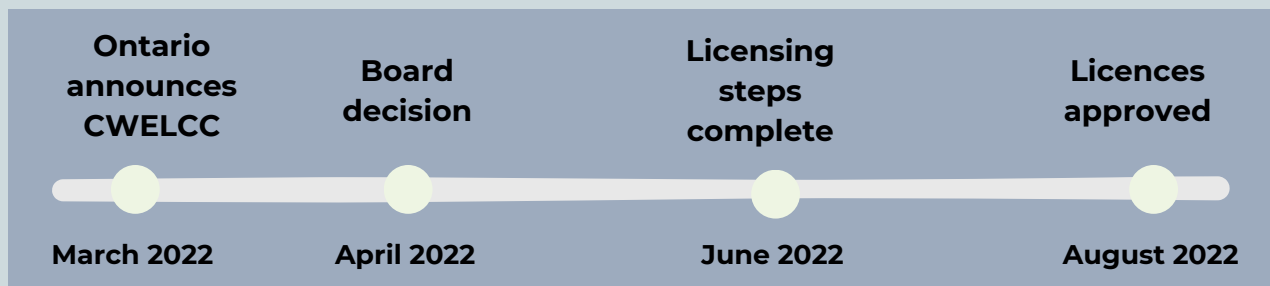 Ontario
announces
CWELCC
Board
decision
Licensing
steps
complete
Licences
approved
March 2022
April 2022
June 2022
August 2022